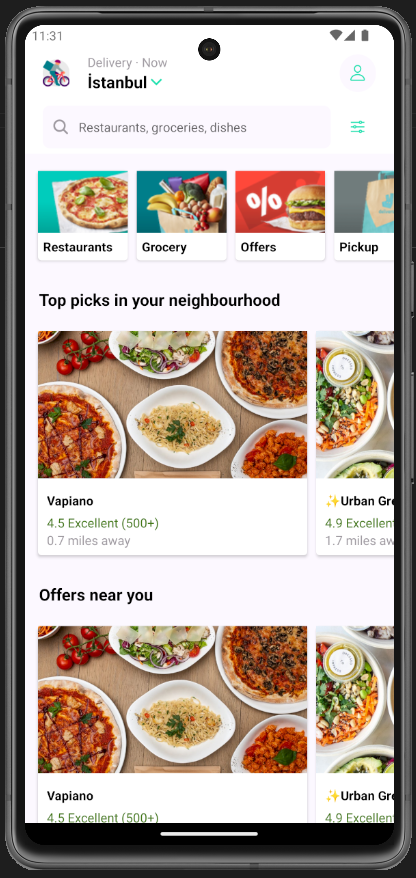 11:31
Delivery · Now
İstanbul
Restaurants, groceries, dishes
%
Restaurants
Grocery
Offers
Pickup
Top picks in your neighbourhood
Vapiano
✨Urban Gre
4.5 Excellent (500+)
4.9 Excellent
0.7 miles away
1.7 miles aw
Offers near you
Vapiano
✨Urban Gre
4.5 Excellent (500+)
4.9 Excellent